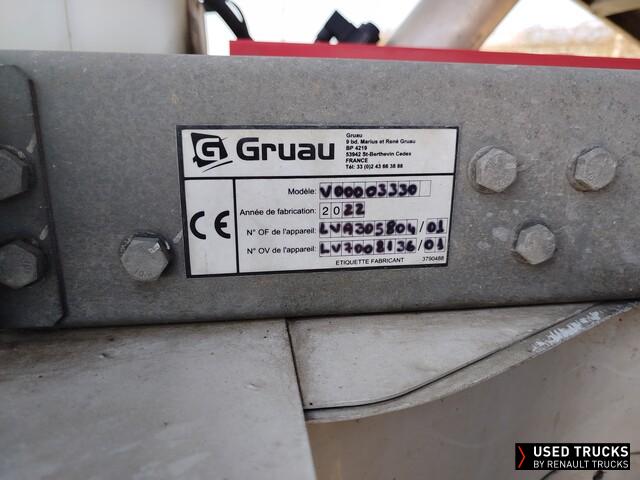 Gruau
Gruau
9 bd. Marius et René Gruau
BP 4219
53942 St-Berthevin Cedex
FRANCE
Tél: 33 (0)2 43 66 38 88
CE
Modèle: V00003330
Année de fabrication: 2022
N° OF de l'appareil: LVA305804/01
N° OV de l'appareil: LV7008136/01
ETIQUETTE FABRICANT
3790488
USED TRUCKS
BY RENAULT TRUCKS